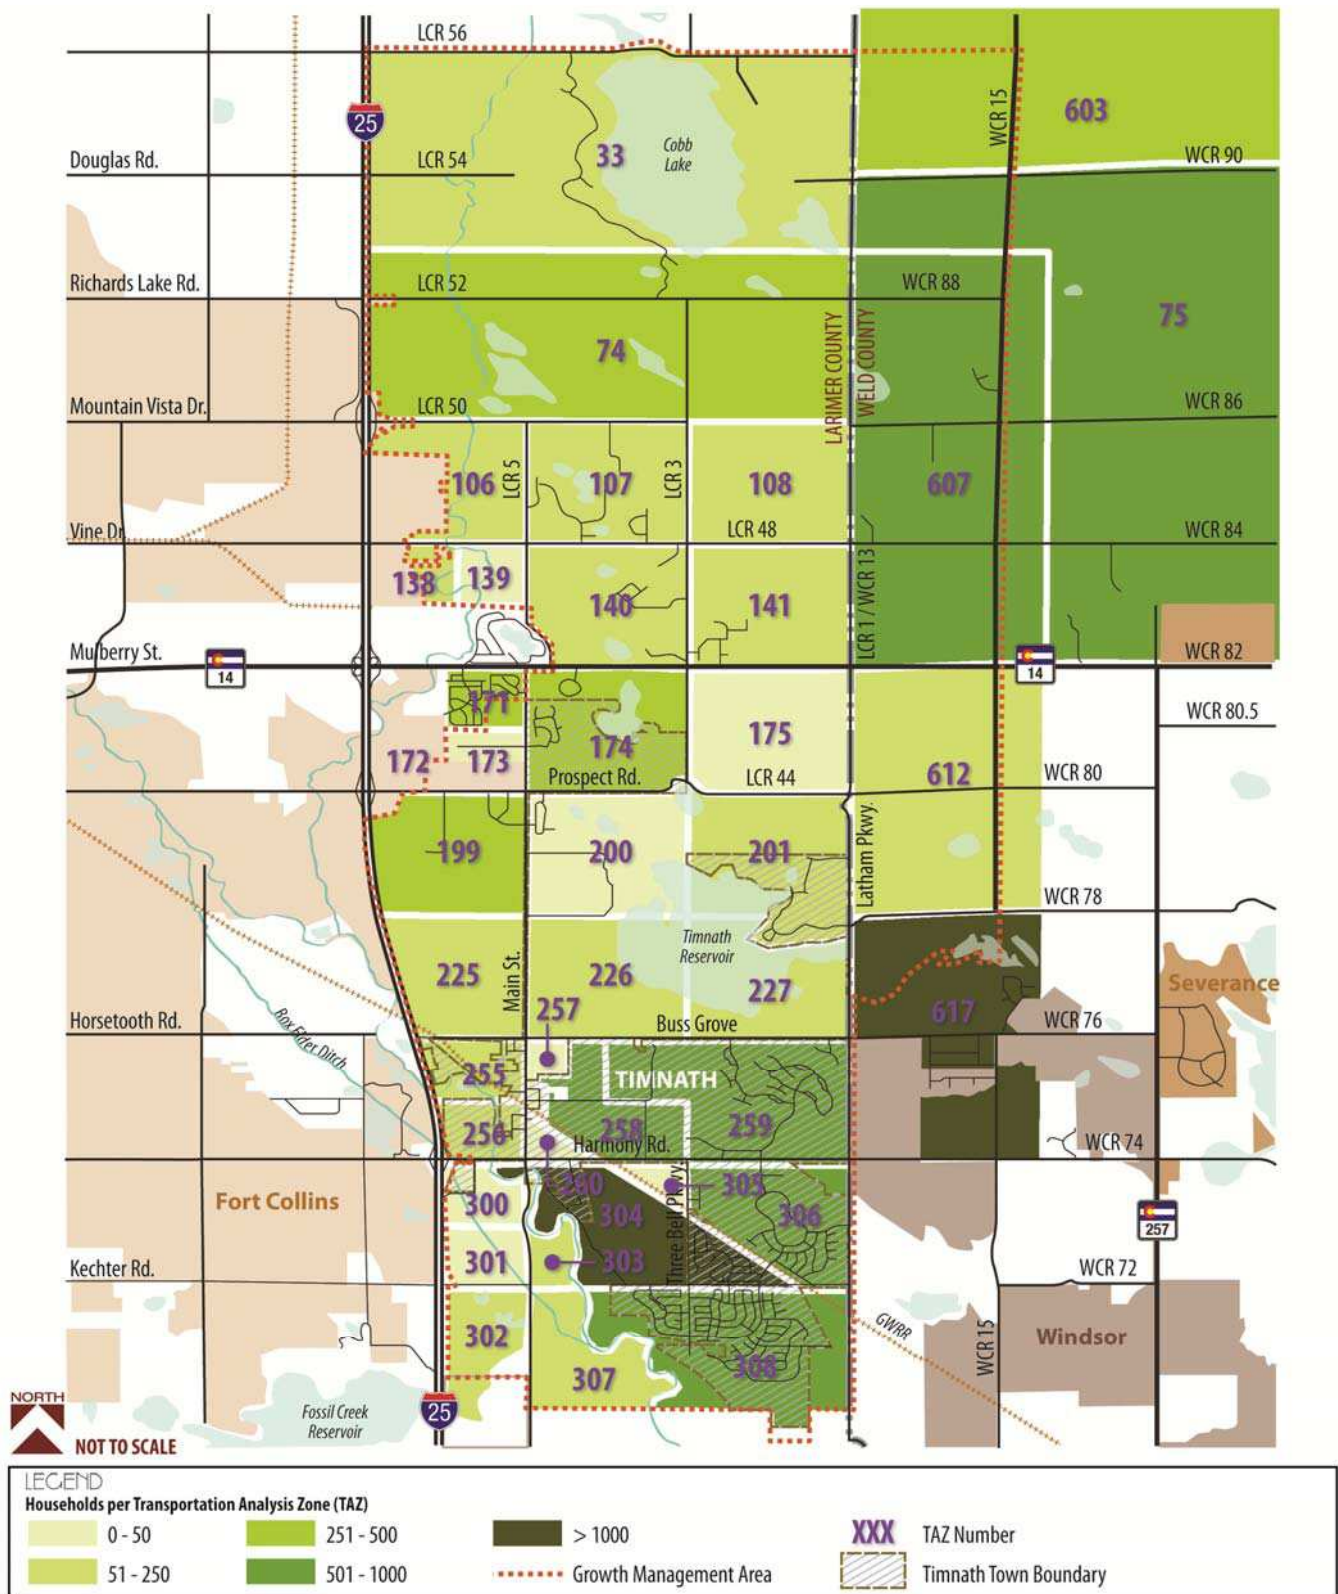 LCR 56
25
WCR 15
603
Douglas Rd.
LCR 54
33
Cobb
Lake
WCR 90
Richards Lake Rd.
LCR 52
WCR 88
74
LARIMER COUNTY
WELD COUNTY
75
Mountain Vista Dr.
LCR 50
WCR 86
106
LCR 5
107
LCR 3
108
607
Vine Dr.
LCR 48
WCR 84
138
139
140
141
LCR 1 / WCR 13
Mulberry St.
14
14
WCR 82
171
WCR 80.5
172
173
174
175
Prospect Rd.
LCR 44
612
WCR 80
199
200
201
Latham Pkwy.
WCR 78
225
Main St.
226
Timnath
Reservoir
227
Severance
257
617
Horsetooth Rd.
Box Elder Ditch
Buss Grove
WCR 76
255
TIMNATH
256
258
259
Harmony Rd.
WCR 74
Fort Collins
300
260
304
Three Bell Pkwy.
305
306
257
Kechter Rd.
301
303
WCR 72
302
GWRR
WCR 15
Windsor
307
308
NORTH
NOT TO SCALE
Fossil Creek
Reservoir
25
LEGEND
Households per Transportation Analysis Zone (TAZ)
0 - 50
251 - 500
> 1000
XXX
TAZ Number
51 - 250
501 - 1000
Growth Management Area
Timnath Town Boundary